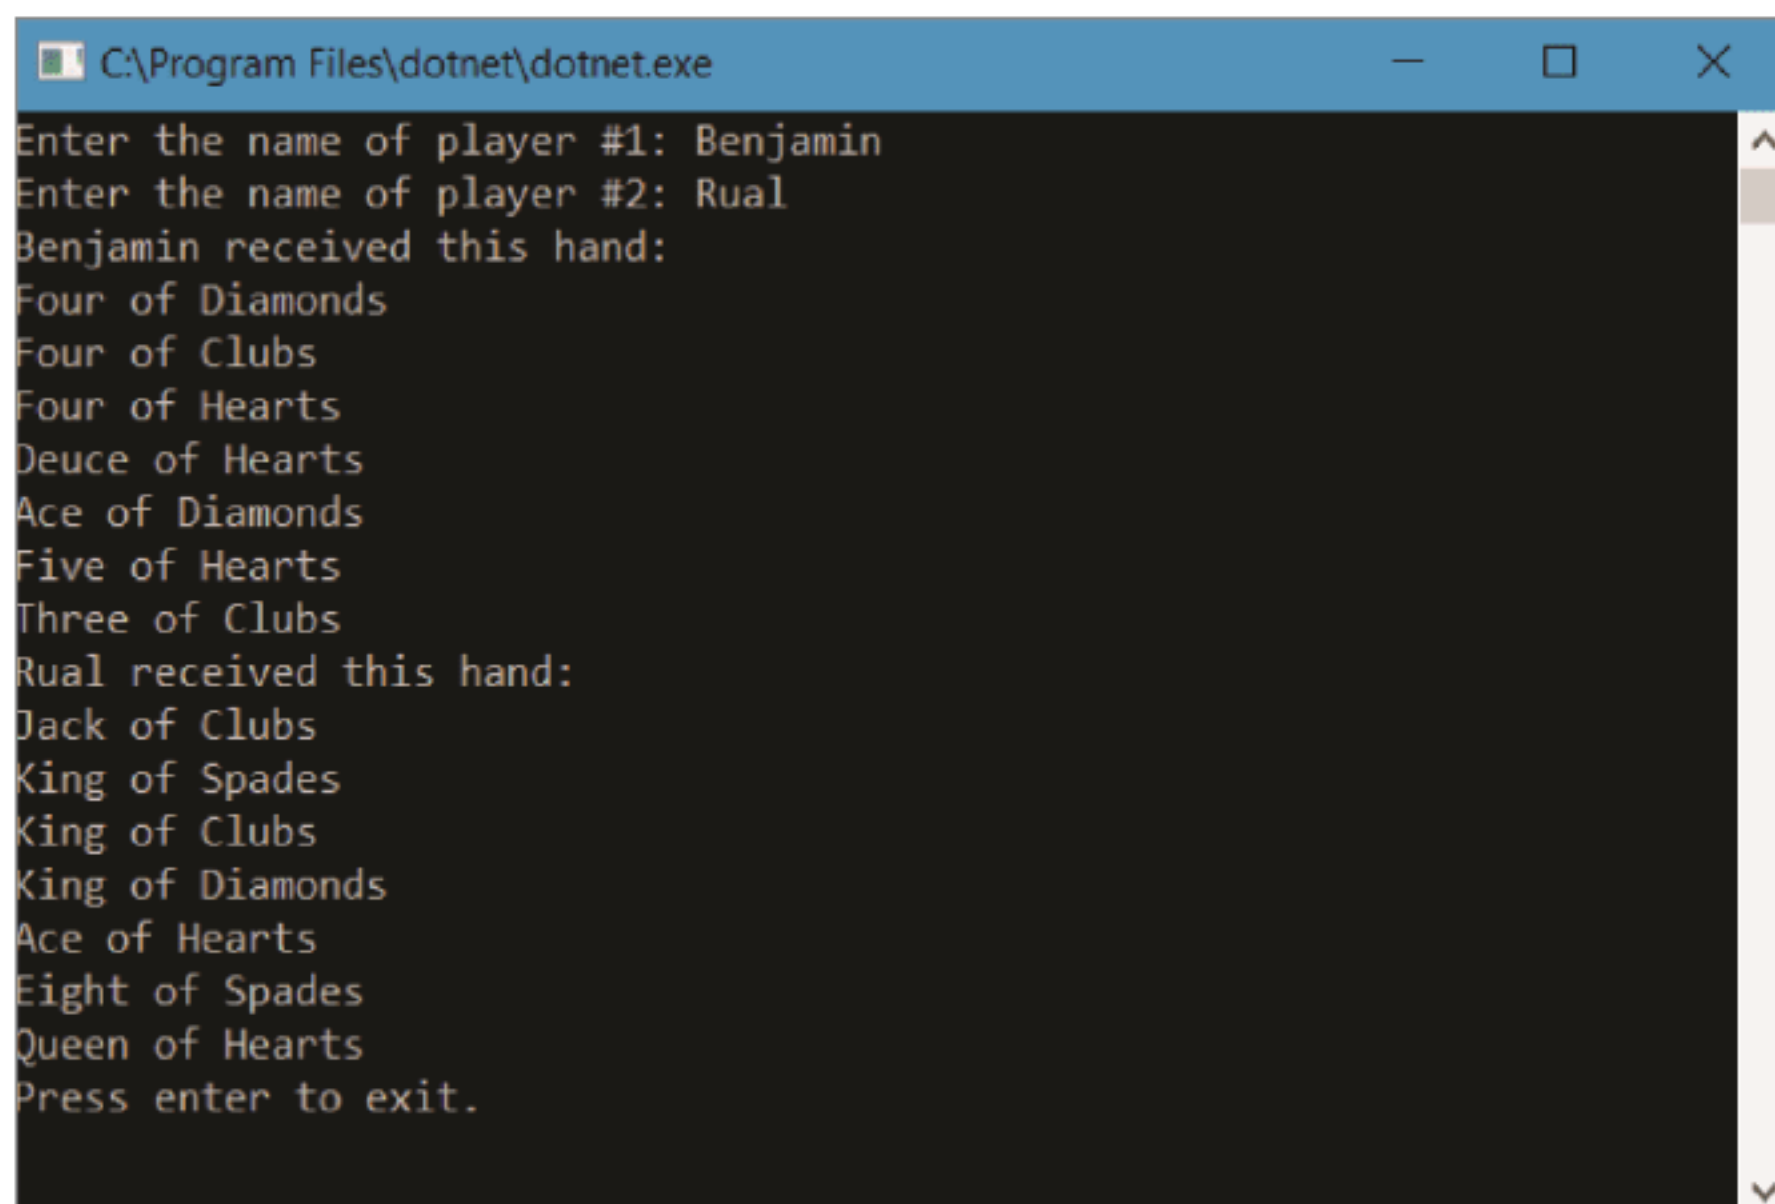 C:\Program Files\dotnet\dotnet.exe
Enter the name of player #1: Benjamin
Enter the name of player #2: Rual
Benjamin received this hand:
Four of Diamonds
Four of Clubs
Four of Hearts
Deuce of Hearts
Ace of Diamonds
Five of Hearts
Three of Clubs
Rual received this hand:
Jack of Clubs
King of Spades
King of Clubs
King of Diamonds
Ace of Hearts
Eight of Spades
Queen of Hearts
Press enter to exit.